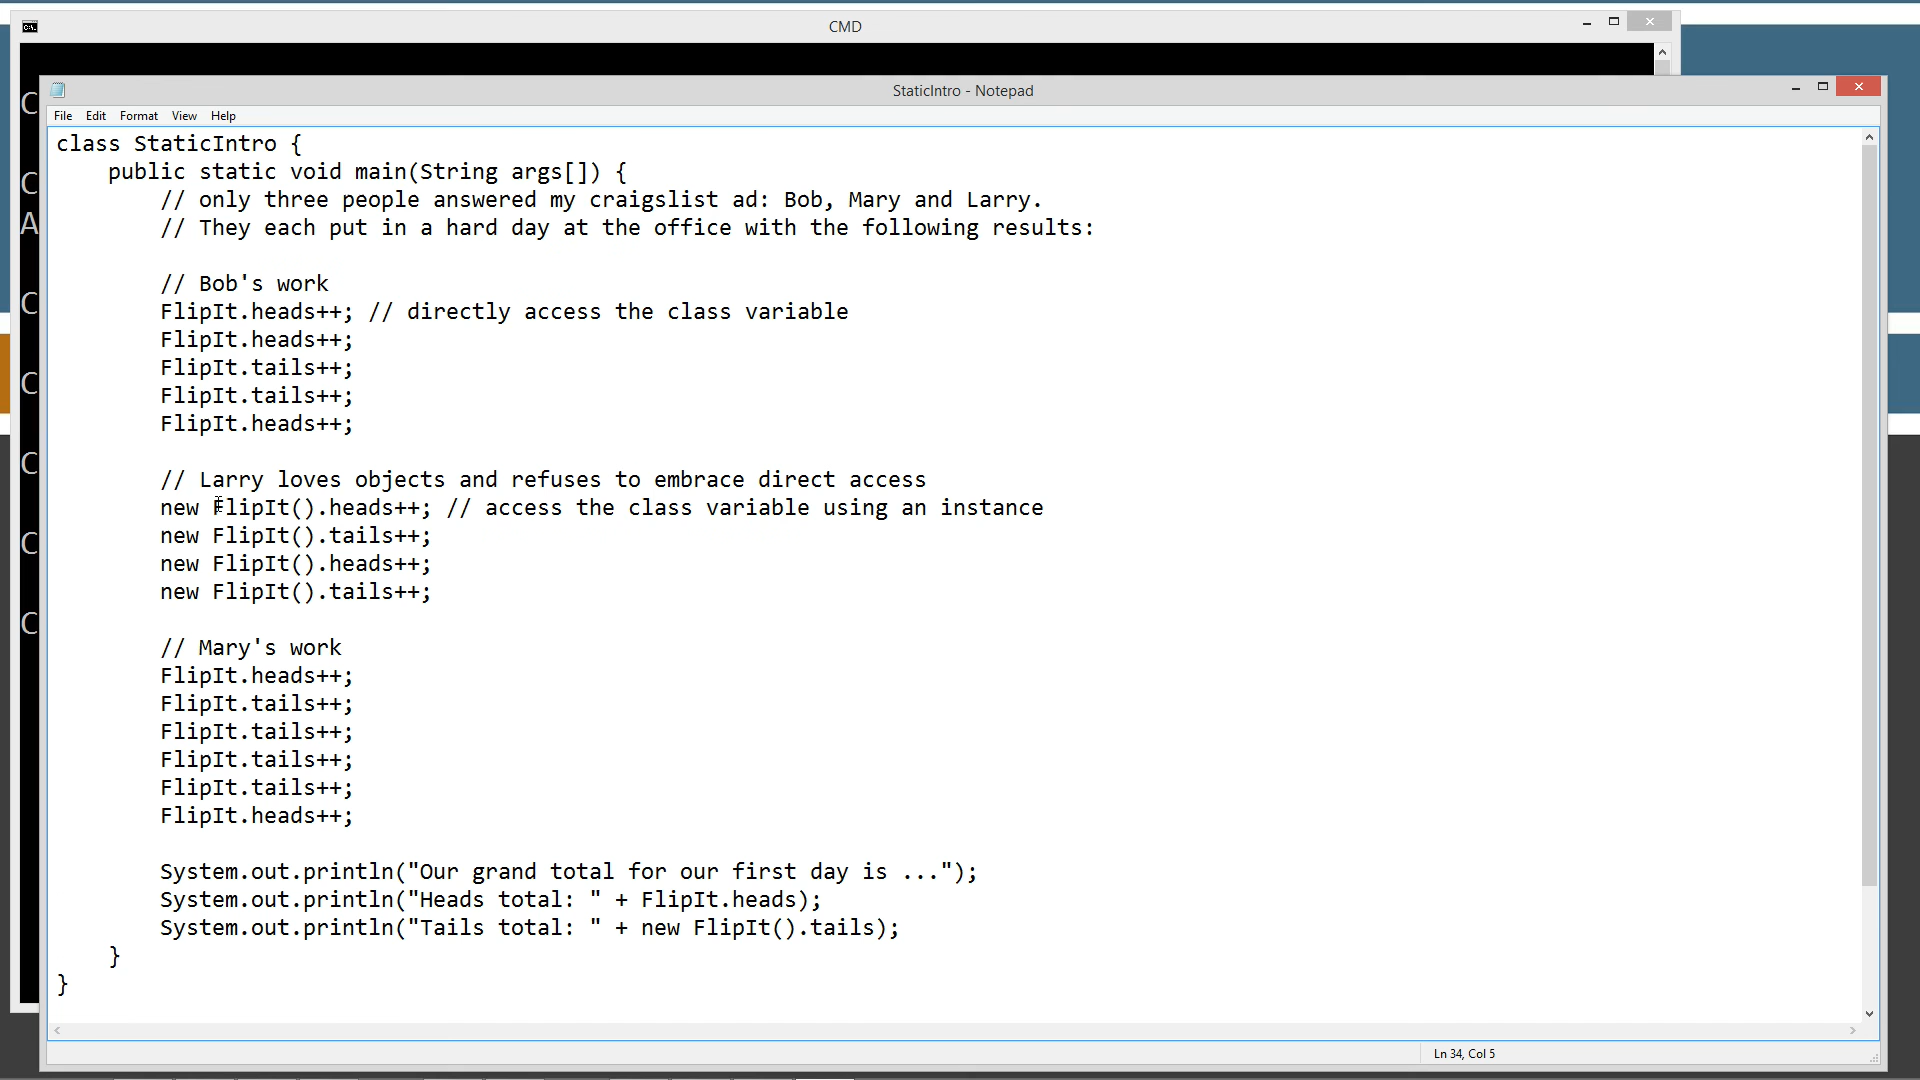 CMD
StaticIntro - Notepad
File Edit Format View Help
class StaticIntro {
    public static void main(String args[]) {
        // only three people answered my craigslist ad: Bob, Mary and Larry.
        // They each put in a hard day at the office with the following results:

        // Bob's work
        FlipIt.heads++; // directly access the class variable
        FlipIt.heads++;
        FlipIt.tails++;
        FlipIt.tails++;
        FlipIt.heads++;

        // Larry loves objects and refuses to embrace direct access
        new FlipIt().heads++; // access the class variable using an instance
        new FlipIt().tails++;
        new FlipIt().heads++;
        new FlipIt().tails++;

        // Mary's work
        FlipIt.heads++;
        FlipIt.tails++;
        FlipIt.tails++;
        FlipIt.tails++;
        FlipIt.tails++;
        FlipIt.heads++;

        System.out.println("Our grand total for our first day is ...");
        System.out.println("Heads total: " + FlipIt.heads);
        System.out.println("Tails total: " + new FlipIt().tails);
    }
}
Ln 34, Col 5
C
C
A
C
C
C
C
C